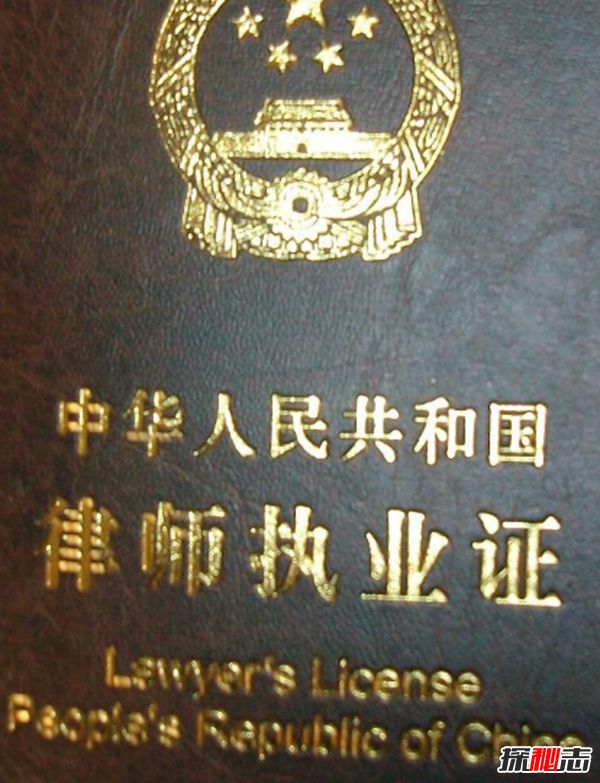 中华人民共和国
律师执业证
Lawyer's License
People's Republic of China
探秘志